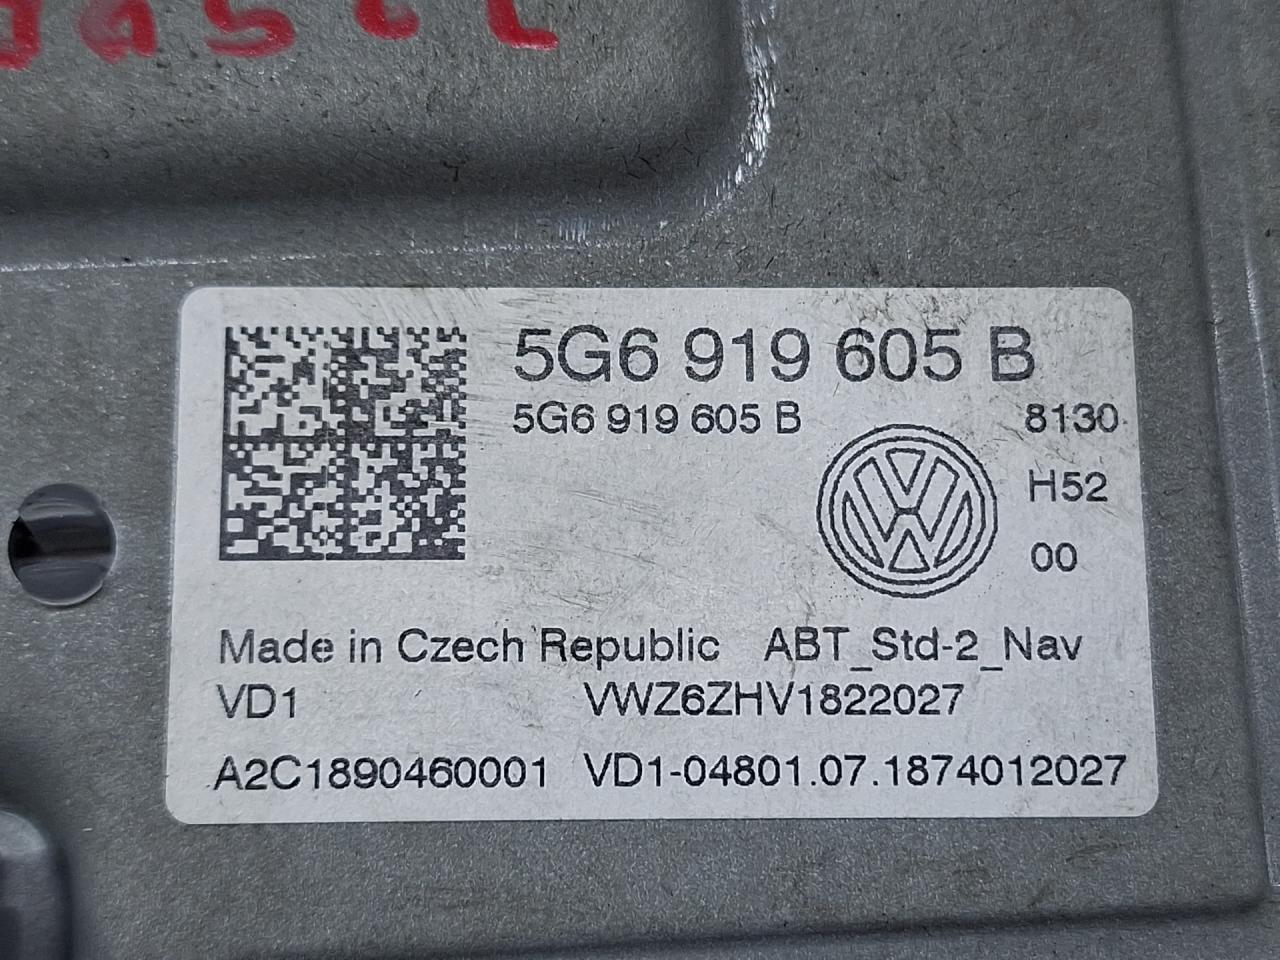 5G6 919 605 B
5G6 919 605 B 8130
H52
00
Made in Czech Republic ABT_Std-2_Nav
VD1 VWZ6ZHV1822027
A2C1890460001 VD1-04801.07.1874012027